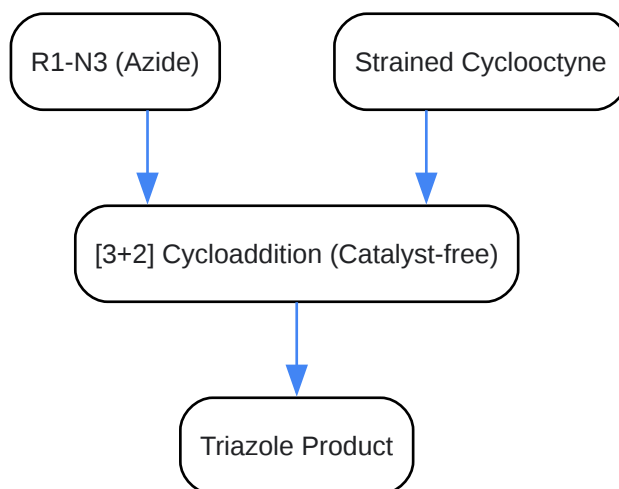 R1-N3 (Azide)
Strained Cyclooctyne
[3+2] Cycloaddition (Catalyst-free)
Triazole Product